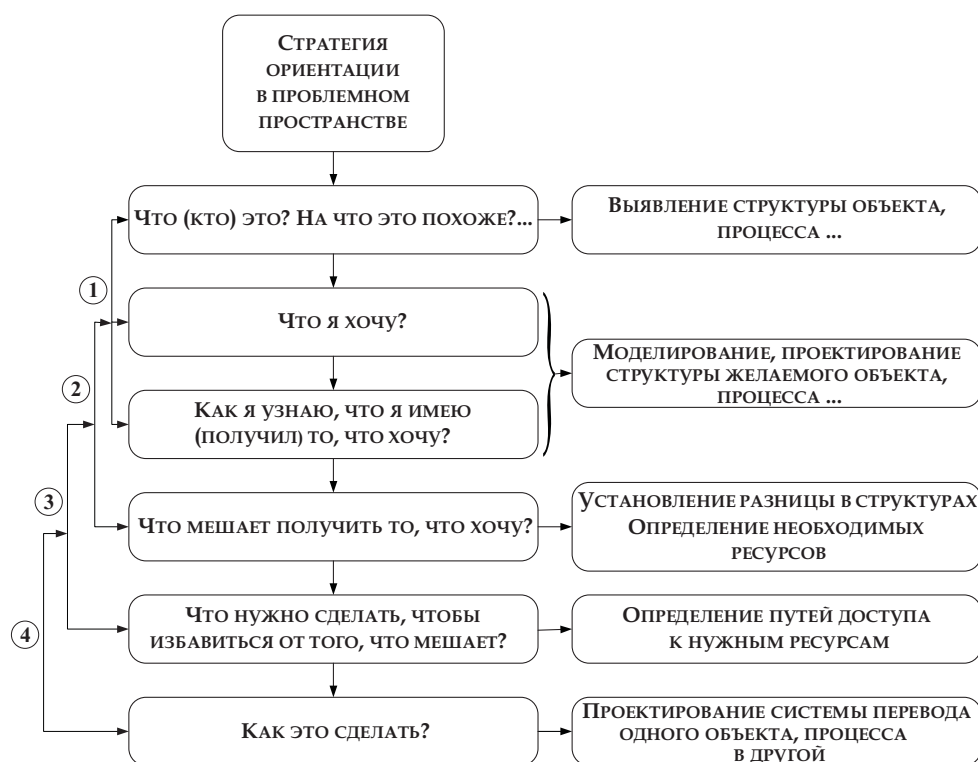 Стратегия
ориентации
в проблемном
пространстве
Что (кто) это? На что это похоже?...
Выявление структуры объекта,
процесса ...
1
Что я хочу?
Моделирование, проектирование
структуры желаемого объекта,
процесса ...
2
Как я узнаю, что я имею
(получил) то, что хочу?
3
Что мешает получить то, что хочу?
Установление разницы в структурах
Определение необходимых
ресурсов
4
Что нужно сделать, чтобы
избавиться от того, что мешает?
Определение путей доступа
к нужным ресурсам
Как это сделать?
Проектирование системы перевода
одного объекта, процесса
в другой